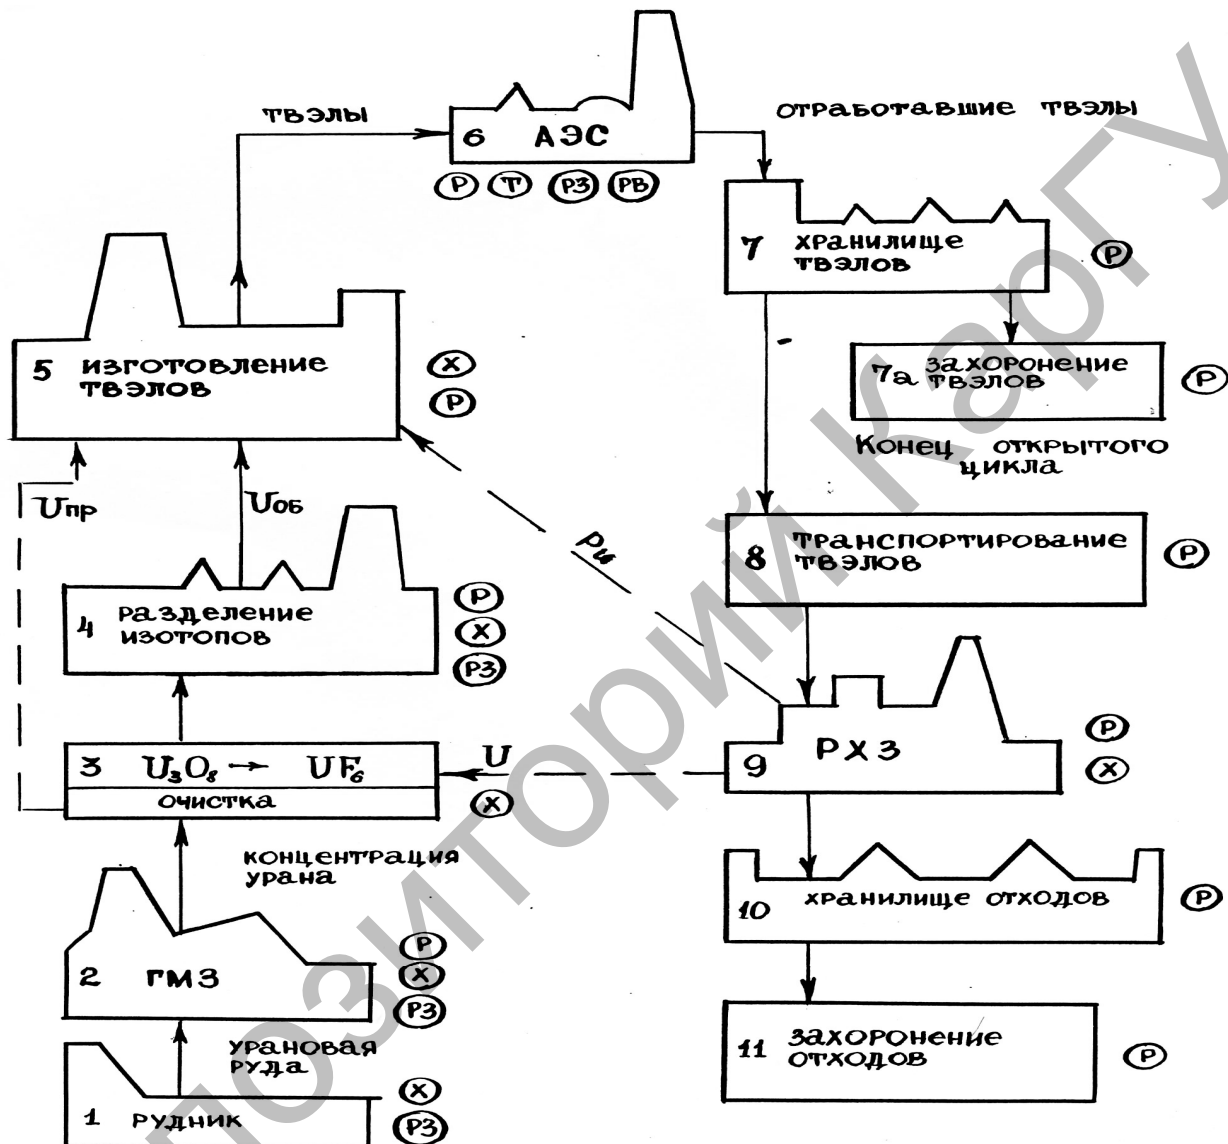 ТВЭЛЫ
ОТРАБОТАВШИЕ ТВЭЛЫ
6 АЭС
Р Т РЗ РВ
7 ХРАНИЛИЩЕ
ТВЭЛОВ
Р
5 ИЗГОТОВЛЕНИЕ
ТВЭЛОВ
Х
Р
7а ЗАХОРОНЕНИЕ
ТВЭЛОВ
Р
КОНЕЦ ОТКРЫТОГО
ЦИКЛА
Uпр
Uоб
Pu
8 ТРАНСПОРТИРОВАНИЕ
ТВЭЛОВ
Р
4 РАЗДЕЛЕНИЕ
ИЗОТОПОВ
Р
Х
РЗ
9 РХЗ
Р
Х
U
3 U₃O₈ → UF₆
ОЧИСТКА
Х
КОНЦЕНТРАЦИЯ
УРАНА
10 ХРАНИЛИЩЕ ОТХОДОВ
Р
2 ГМЗ
Р
Х
РЗ
УРАНОВАЯ
РУДА
11 ЗАХОРОНЕНИЕ
ОТХОДОВ
Р
1 РУДНИК
Х
РЗ
позиторий КарГУ